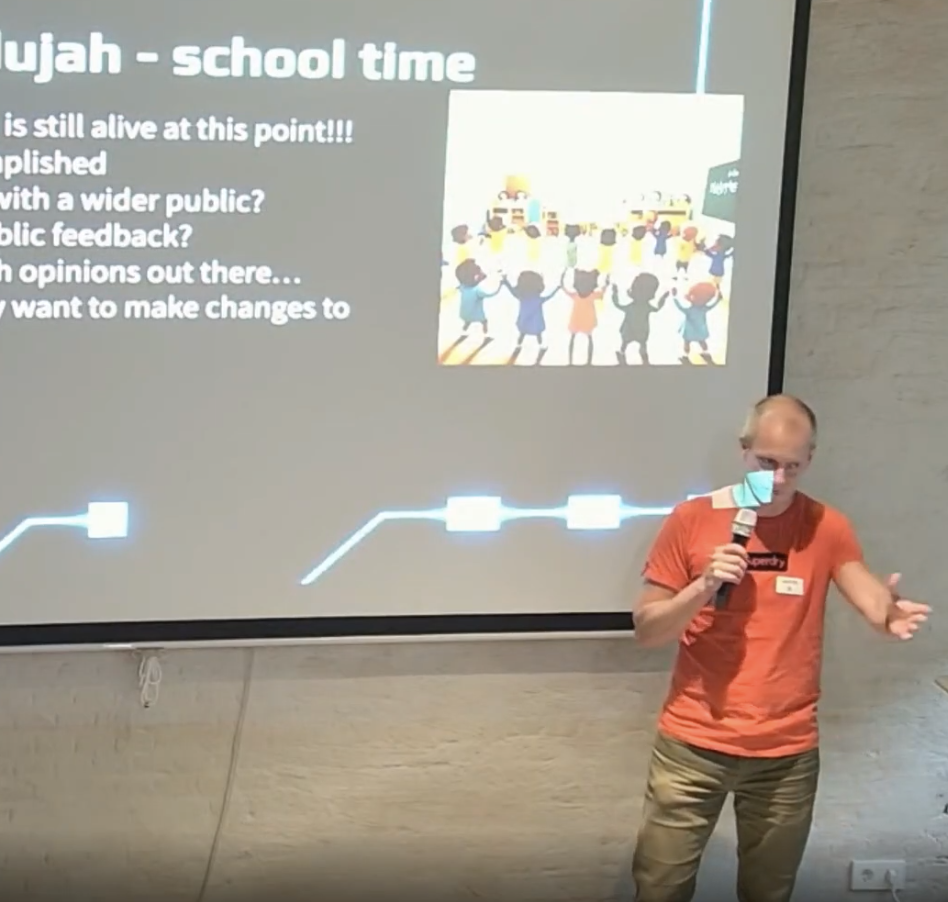 lujah - school time
is still alive at this point!!!
plished
with a wider public?
blic feedback?
h opinions out there...
y want to make changes to
Superdry